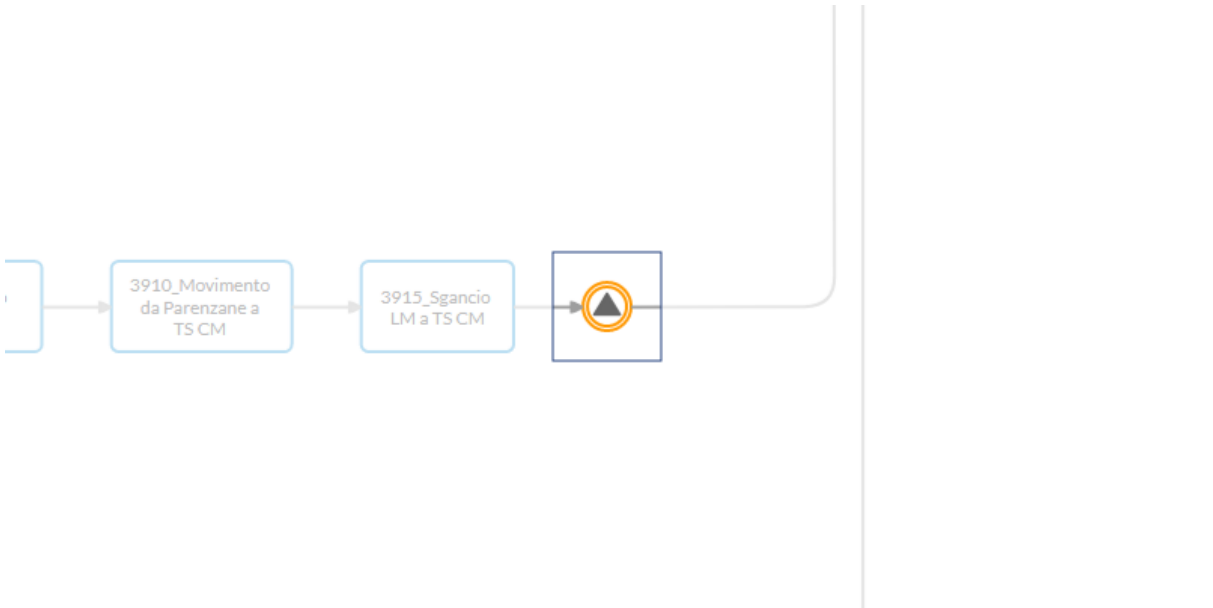 3910_Movimento
da Parenzane a
TS CM
3915_Sgancio
LM a TS CM